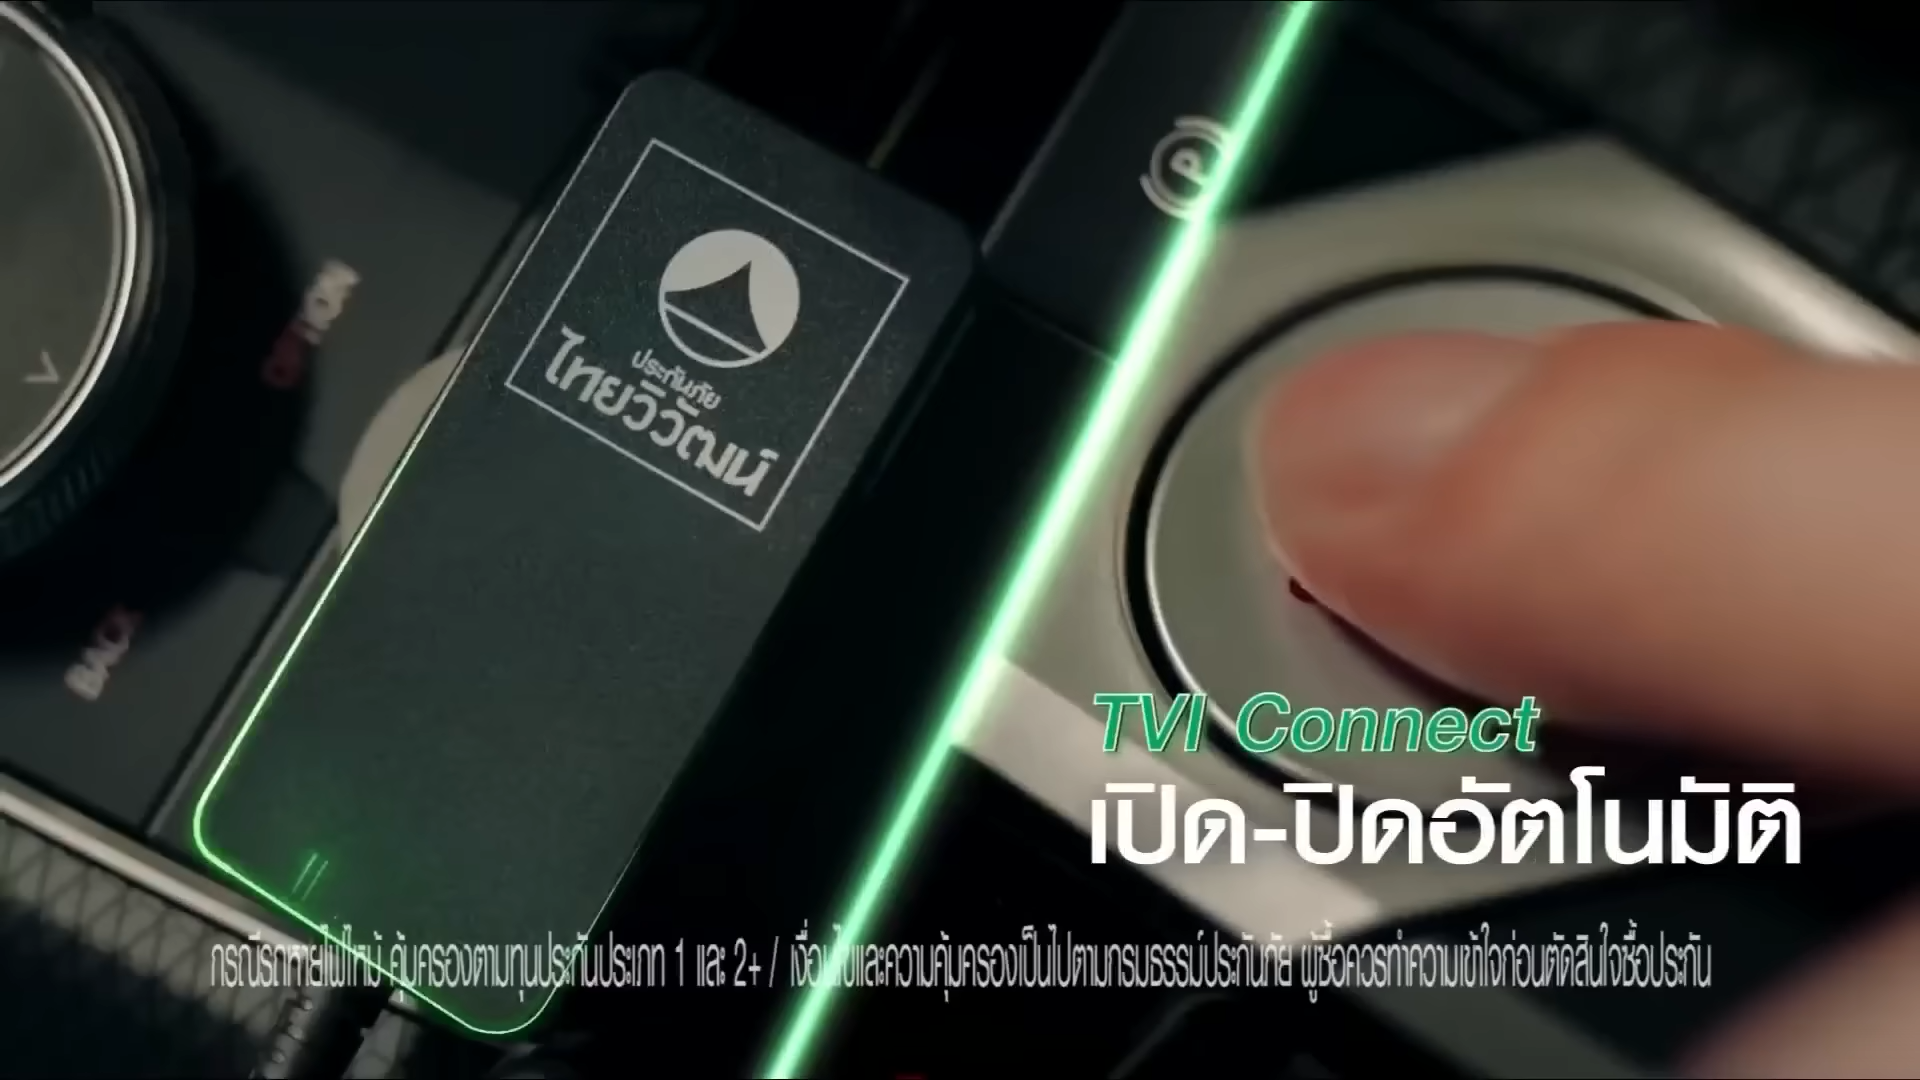 OPTION
BACK
P
ประกันภัย
ไทยวิวัฒน์
TVI Connect
เปิด-ปิดอัตโนมัติ
กรณีรถหายไฟไหม้ คุ้มครองตามทุนประกันประเภท 1 และ 2+ / เงื่อนไขและความคุ้มครองเป็นไปตามกรมธรรม์ประกันภัย ผู้ซื้อควรทำความเข้าใจก่อนตัดสินใจซื้อประกัน